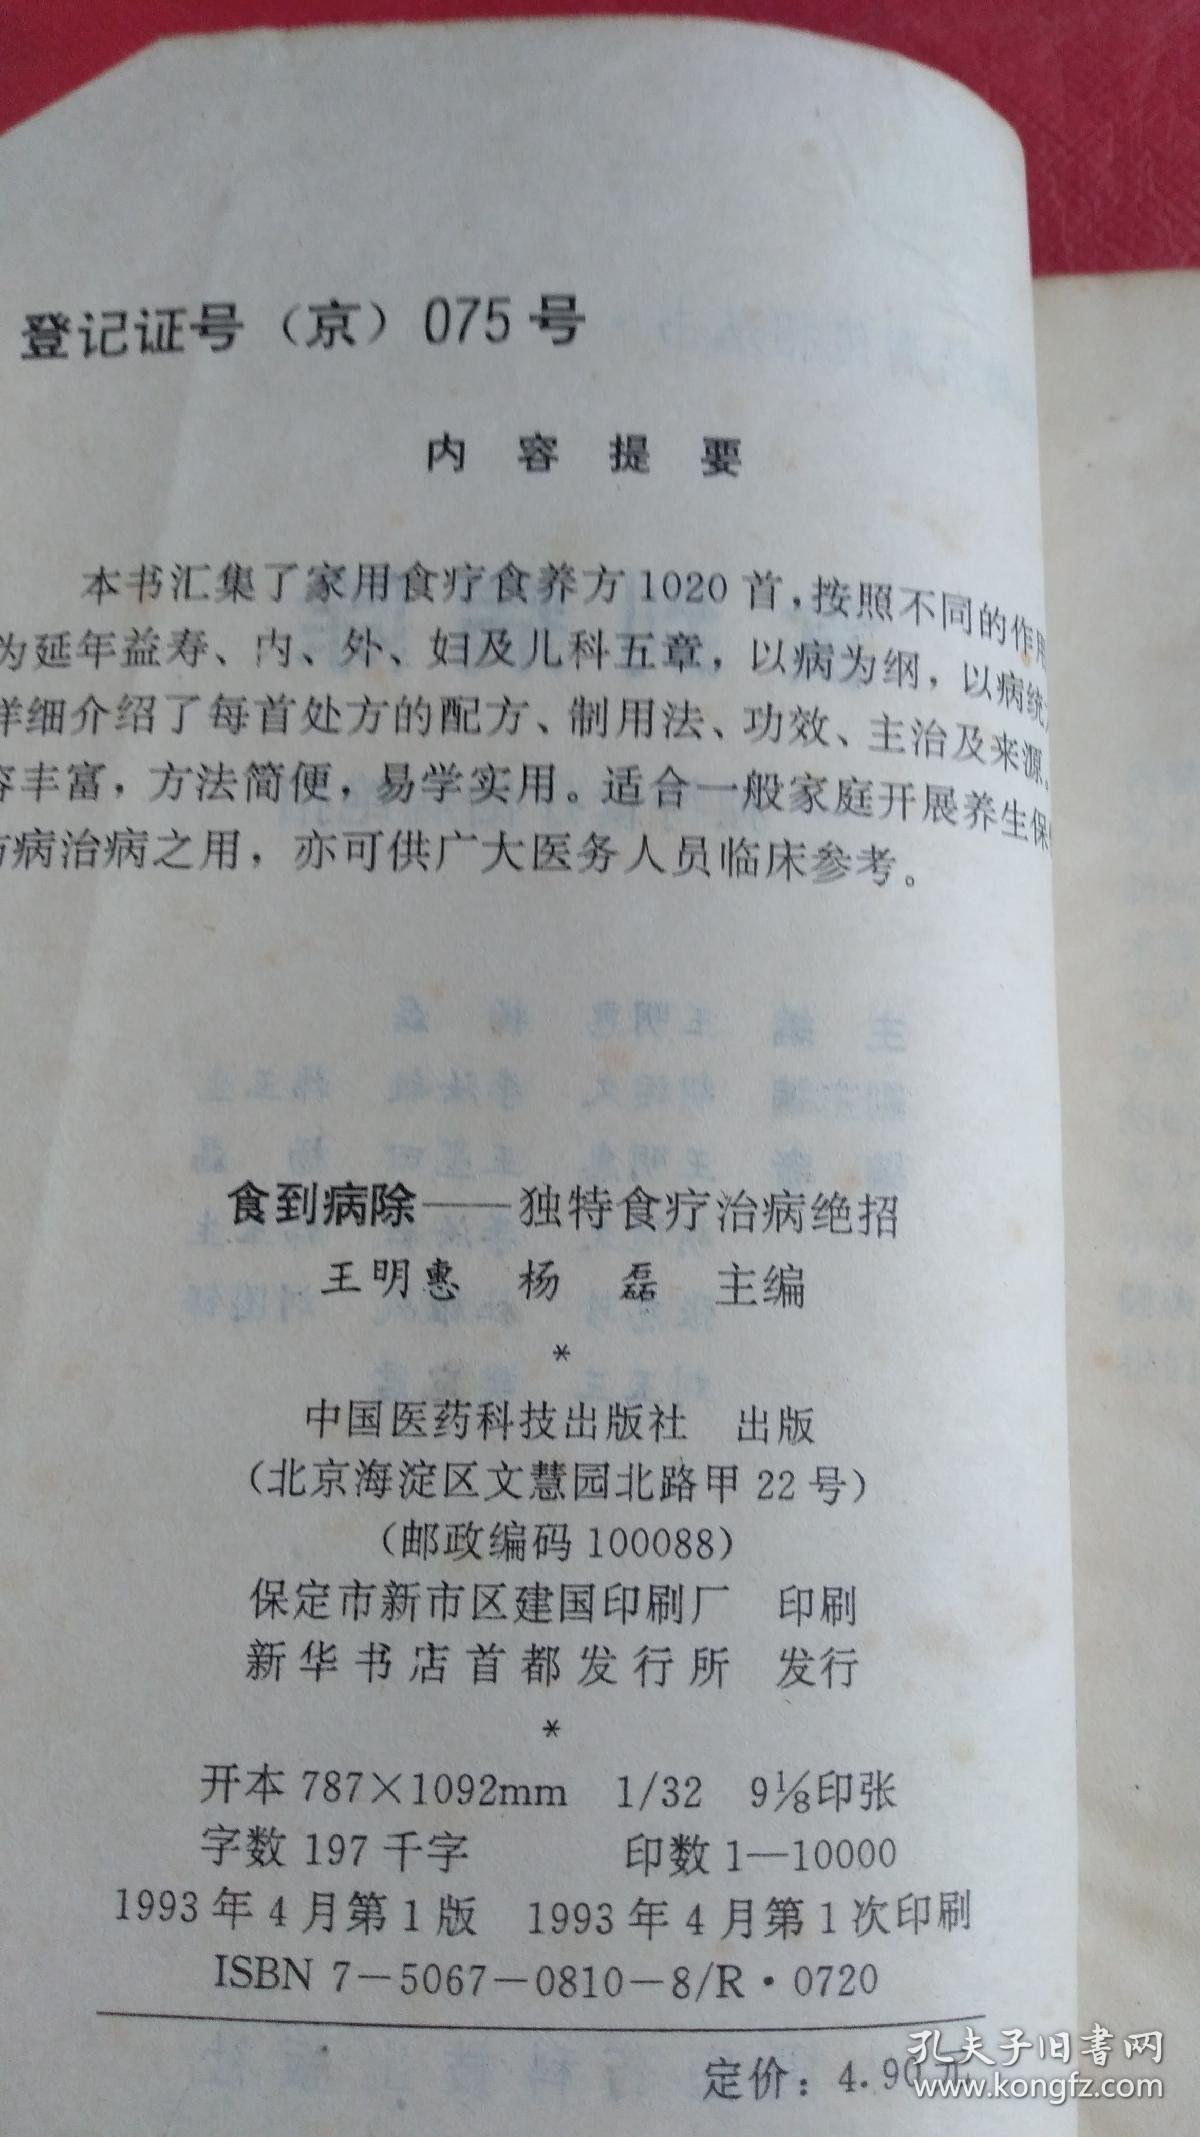 登记证号（京）075号
内容提要
本书汇集了家用食疗食养方1020首，按照不同的作用
为延年益寿、内、外、妇及儿科五章，以病为纲，以病统
详细介绍了每首处方的配方、制用法、功效、主治及来源。
容丰富，方法简便，易学实用。适合一般家庭开展养生保
防病治病之用，亦可供广大医务人员临床参考。
食到病除——独特食疗治病绝招
王明惠　杨　磊　主编
*
中国医药科技出版社　出版
（北京海淀区文慧园北路甲22号）
（邮政编码100088）
保定市新市区建国印刷厂　印刷
新华书店首都发行所　发行
*
开本787×1092mm　1/32　9⅛印张
字数197千字　印数1—10000
1993年4月第1版　1993年4月第1次印刷
ISBN 7－5067－0810－8/R·0720
定价：4.90元
孔夫子旧书网
www.kongfz.com